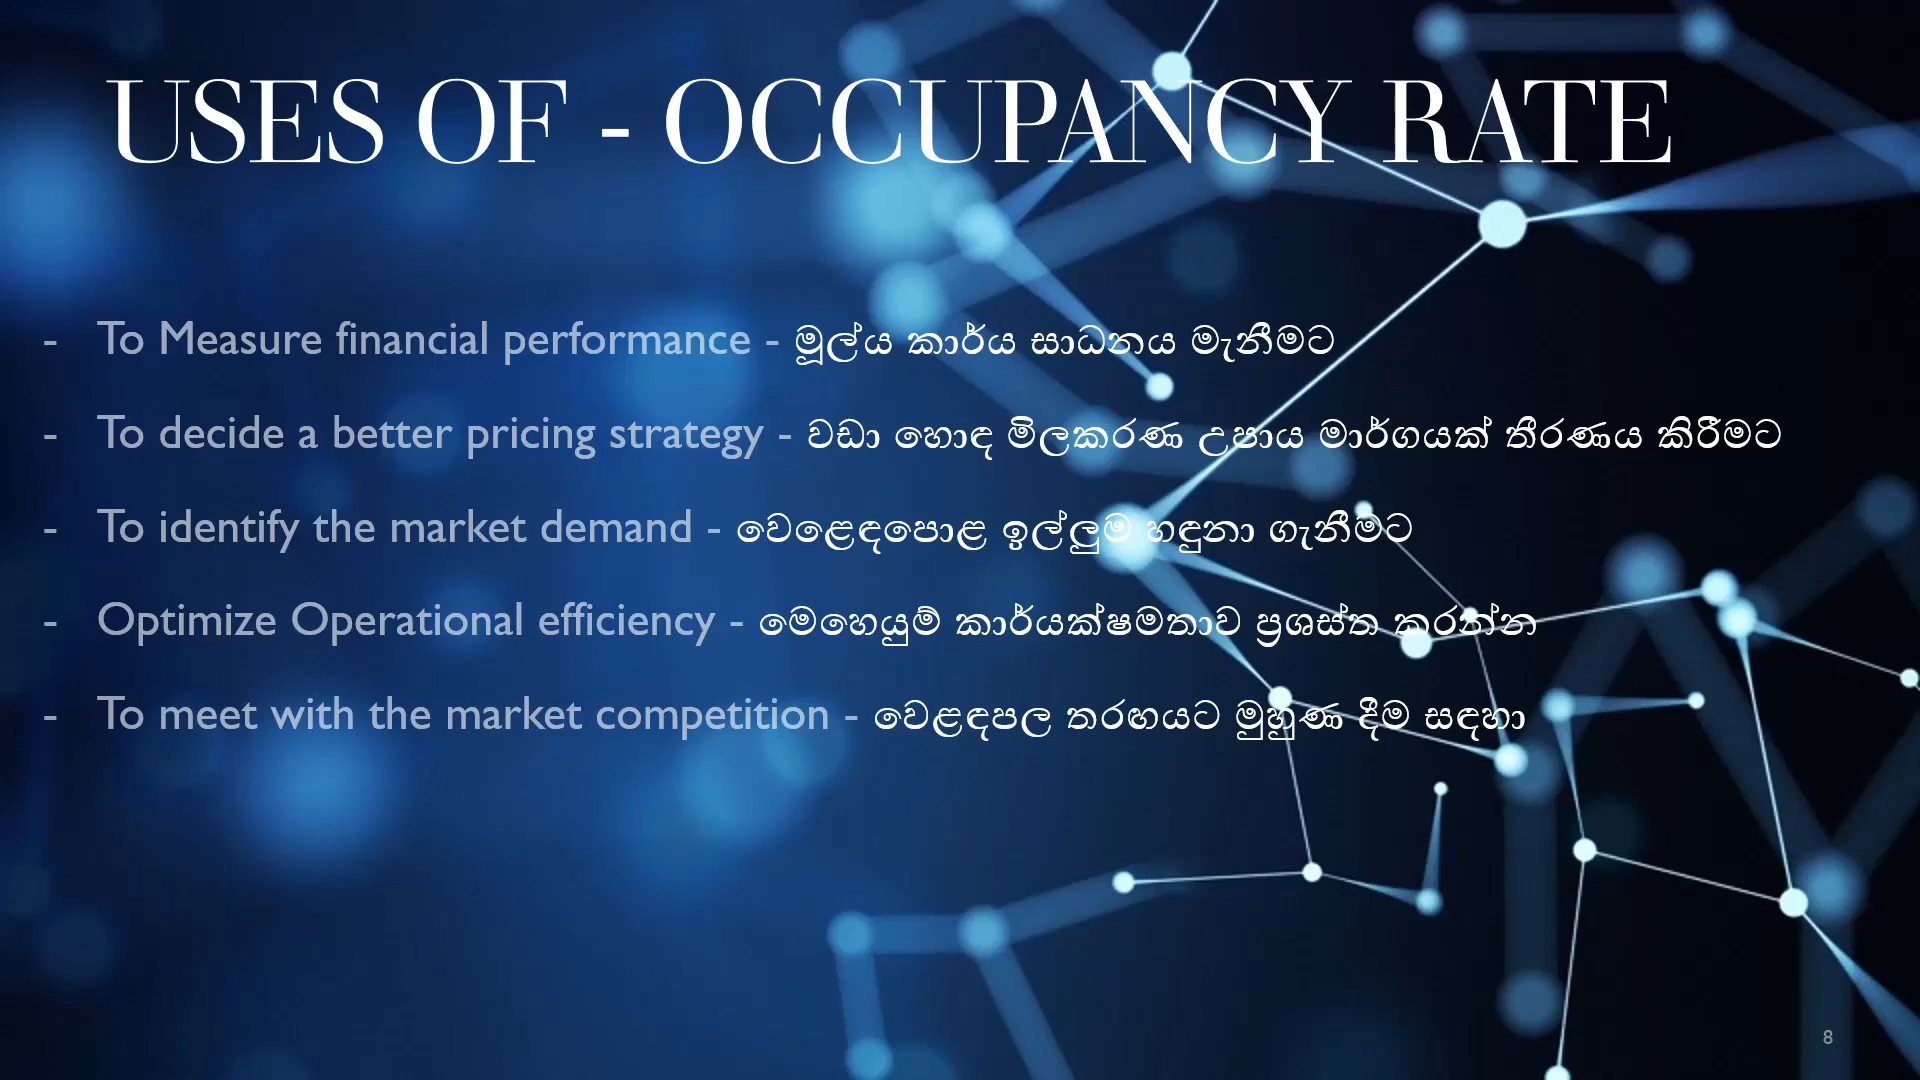 USES OF - OCCUPANCY RATE
- To Measure financial performance - මූල්ය කාර්ය සාධනය මැනීමට
- To decide a better pricing strategy - වඩා හොඳ මිලකරණ උපාය මාර්ගයක් තීරණය කිරීමට
- To identify the market demand - වෙළෙඳපොළ ඉල්ලුම හඳුනා ගැනීමට
- Optimize Operational efficiency - මෙහෙයුම් කාර්යක්ෂමතාව ප්‍රශස්ත කරන්න
- To meet with the market competition - වෙළඳපල තරඟයට මුහුණ දීම සඳහා
8